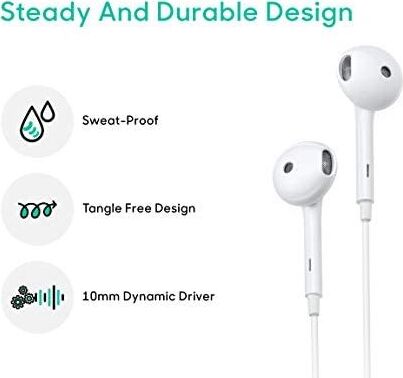 Steady And Durable Design
Sweat-Proof
Tangle Free Design
10mm Dynamic Driver